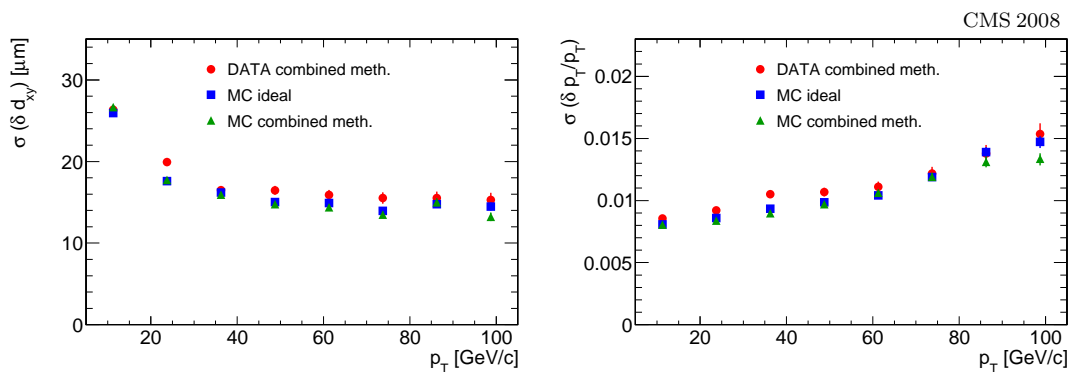 CMS 2008
σ (δ d_xy) [μm]
30
20
10
0
DATA combined meth.
MC ideal
MC combined meth.
20 40 60 80 100
p_T [GeV/c]
σ (δ p_T/p_T)
0.02
0.015
0.01
0.005
0
DATA combined meth.
MC ideal
MC combined meth.
20 40 60 80 100
p_T [GeV/c]